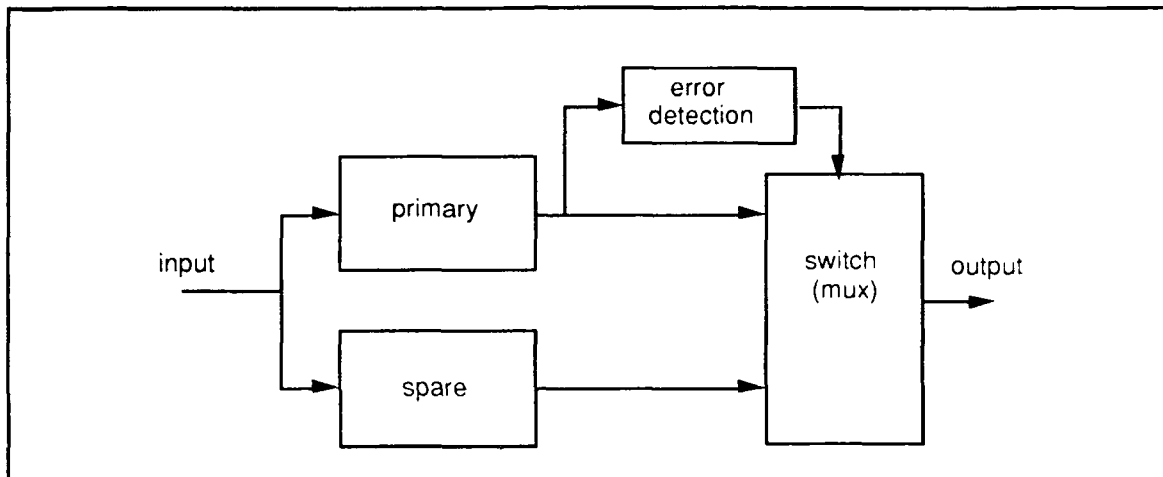 error
detection
primary
input
switch
(mux)
output
spare